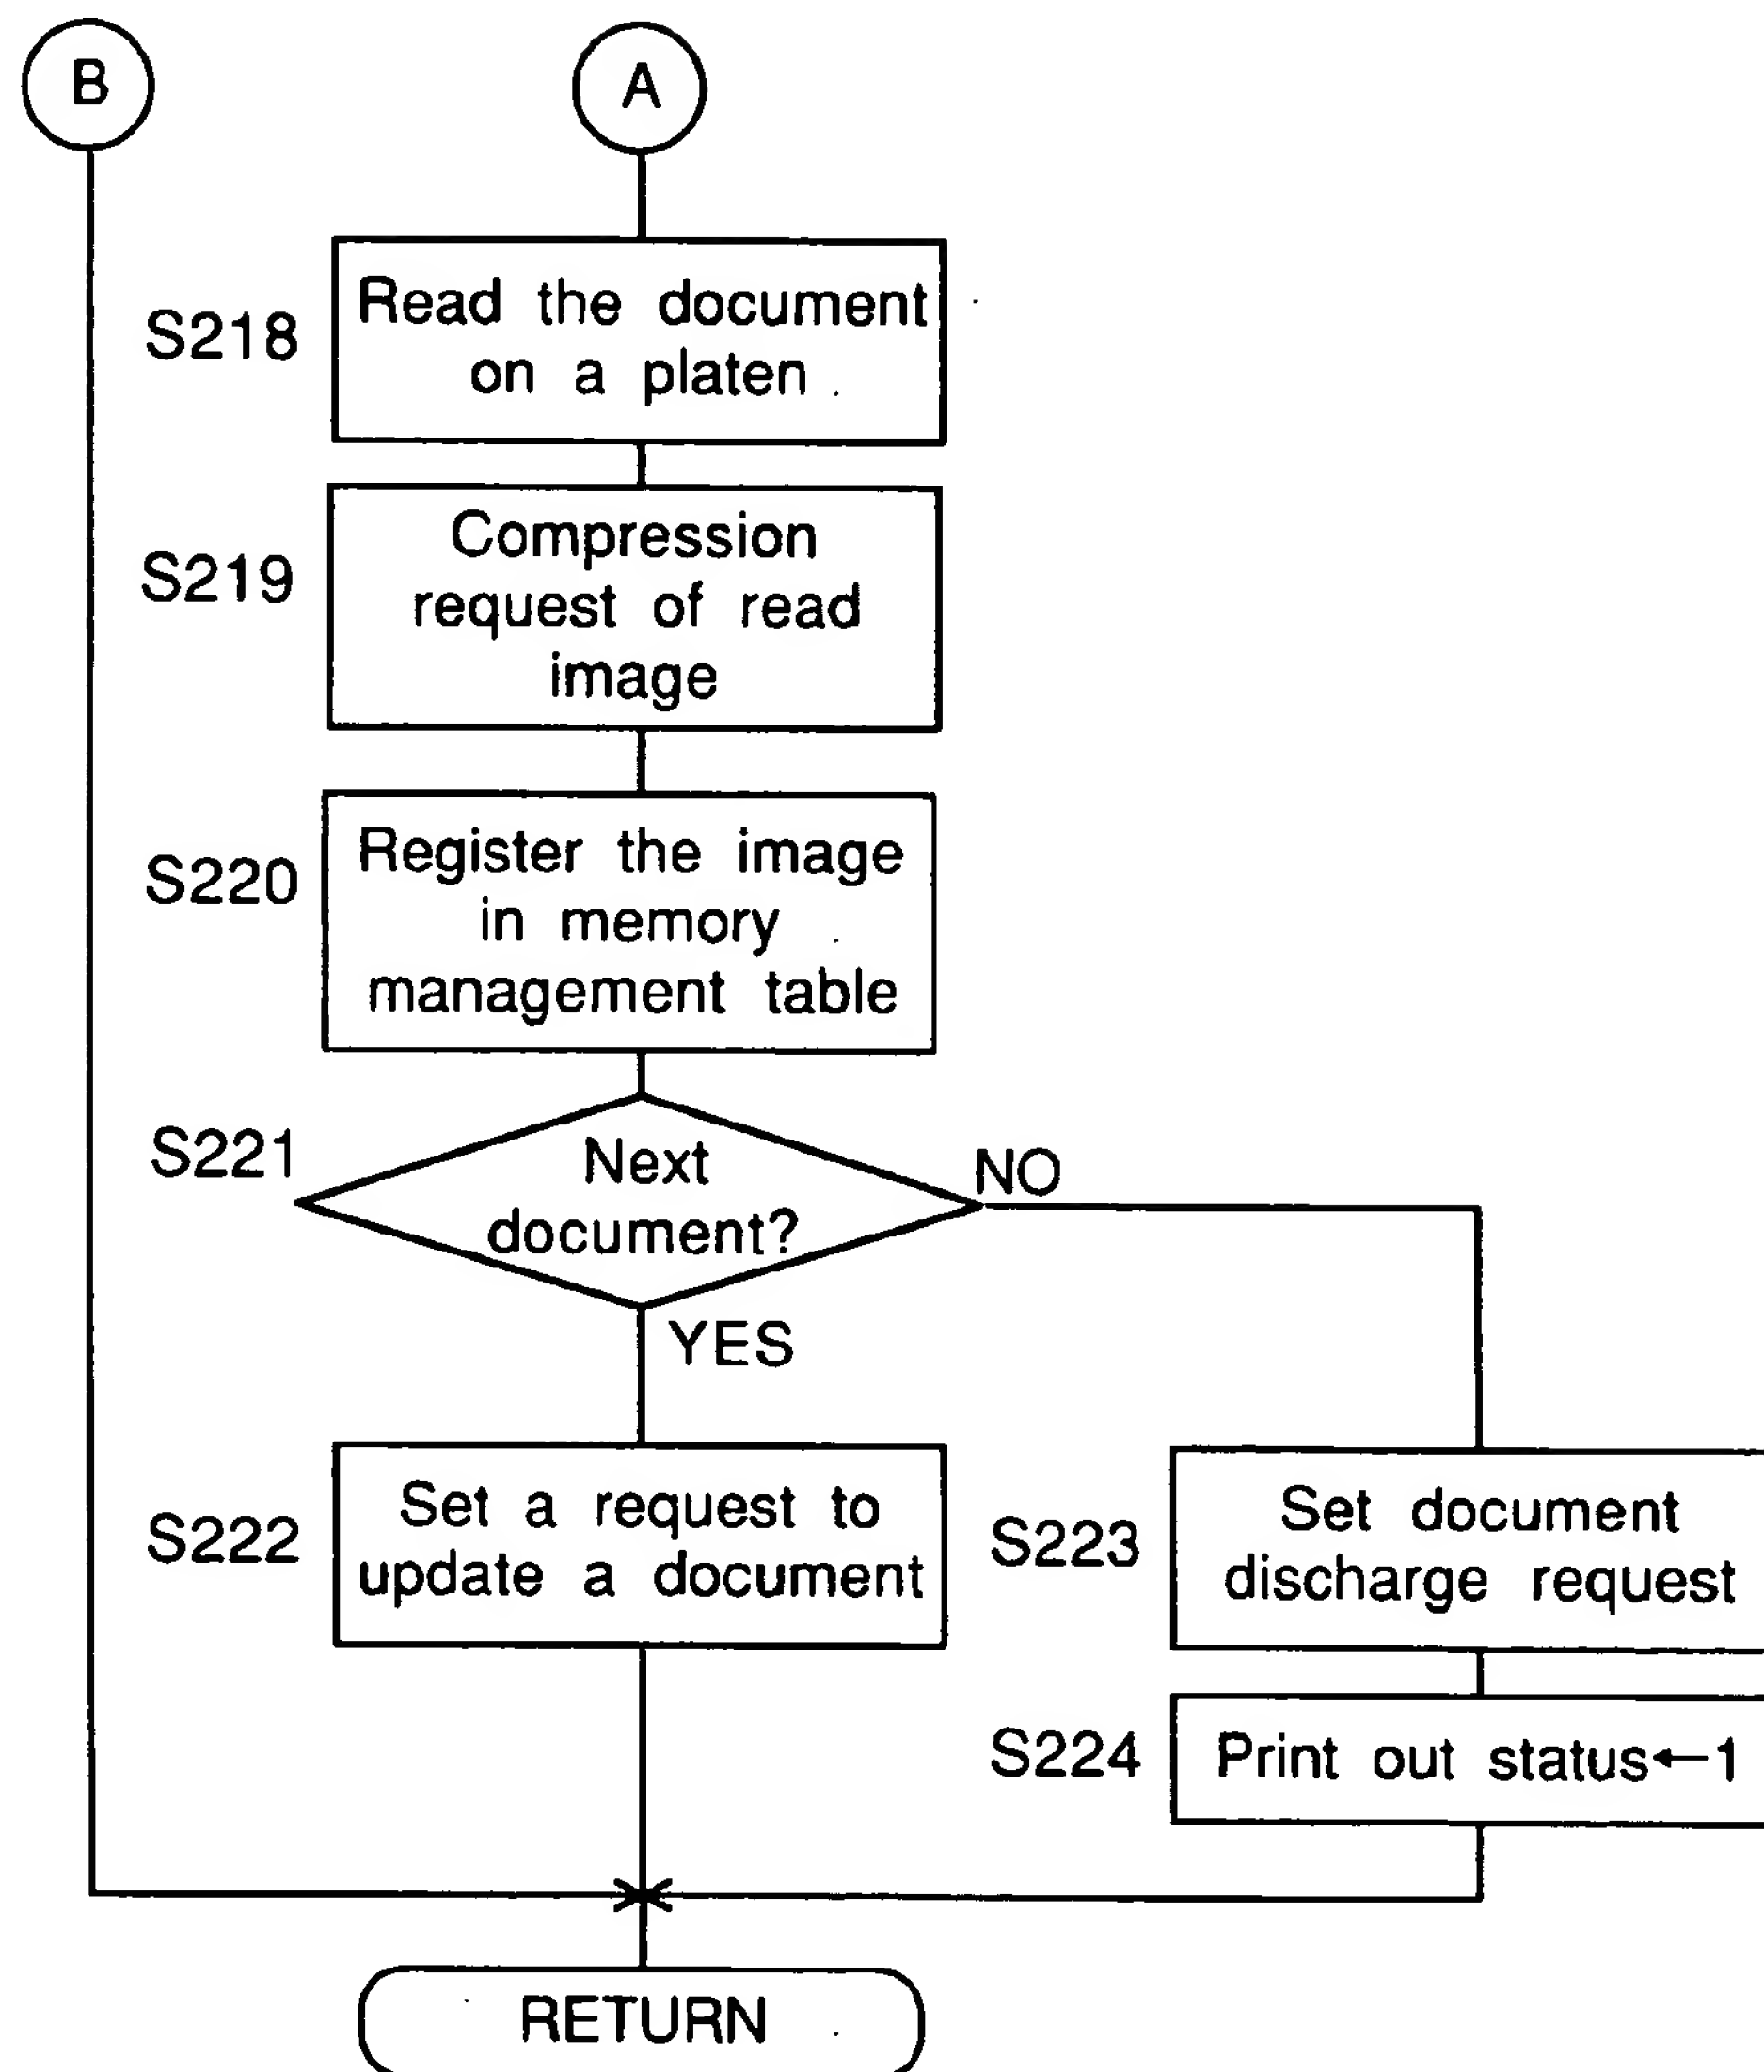 B
A
S218
Read the document
on a platen
S219
Compression
request of read
image
S220
Register the image
in memory
management table
S221
Next
document?
NO
YES
S222
Set a request to
update a document
S223
Set document
discharge request
S224
Print out status←1
RETURN